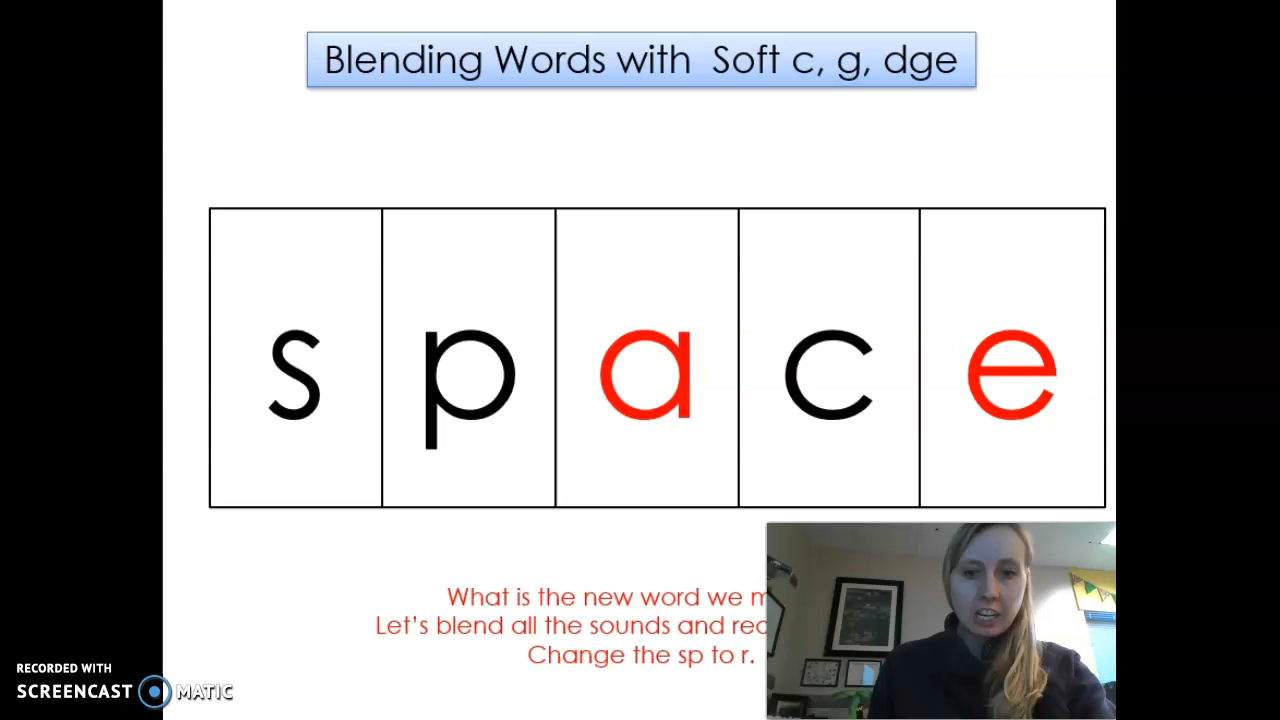 Blending Words with Soft c, g, dge
s p a c e
What is the new word we
Let's blend all the sounds and
Change the sp to r.
RECORDED WITH
SCREENCAST MATIC